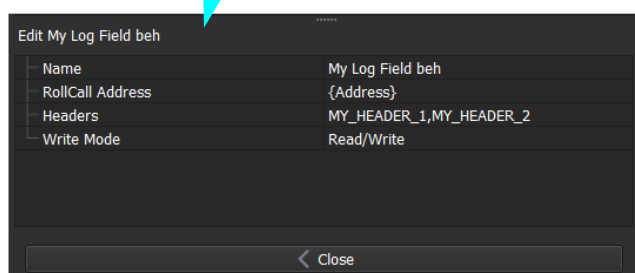 Edit My Log Field beh
Name My Log Field beh
RollCall Address {Address}
Headers MY_HEADER_1,MY_HEADER_2
Write Mode Read/Write
Close